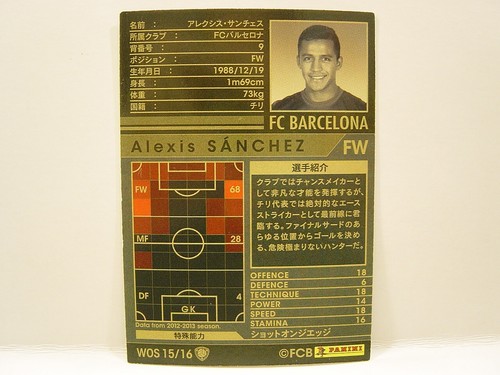 名前 : アレクシス・サンチェス
所属クラブ : FCバルセロナ
背番号 : 9
ポジション : FW
生年月日 : 1988/12/19
身長 : 1m69cm
体重 : 73kg
国籍 : チリ
FC BARCELONA
Alexis SÁNCHEZ FW
選手紹介
クラブではチャンスメイカーと
して非凡な才能を発揮するが、
チリ代表では絶対的なエース
ストライカーとして最前線に君
臨する。ファイナルサードのあ
らゆる位置からゴールを決め
る、危険極まりないハンターだ。
FW 68
MF 28
DF 4
GK
Data from 2012-2013 season.
OFFENCE 18
DEFENCE 6
TECHNIQUE 18
POWER 14
SPEED 18
STAMINA 16
特殊能力 ショットオンジエッジ
WOS 15/16 ©FCB PANINI